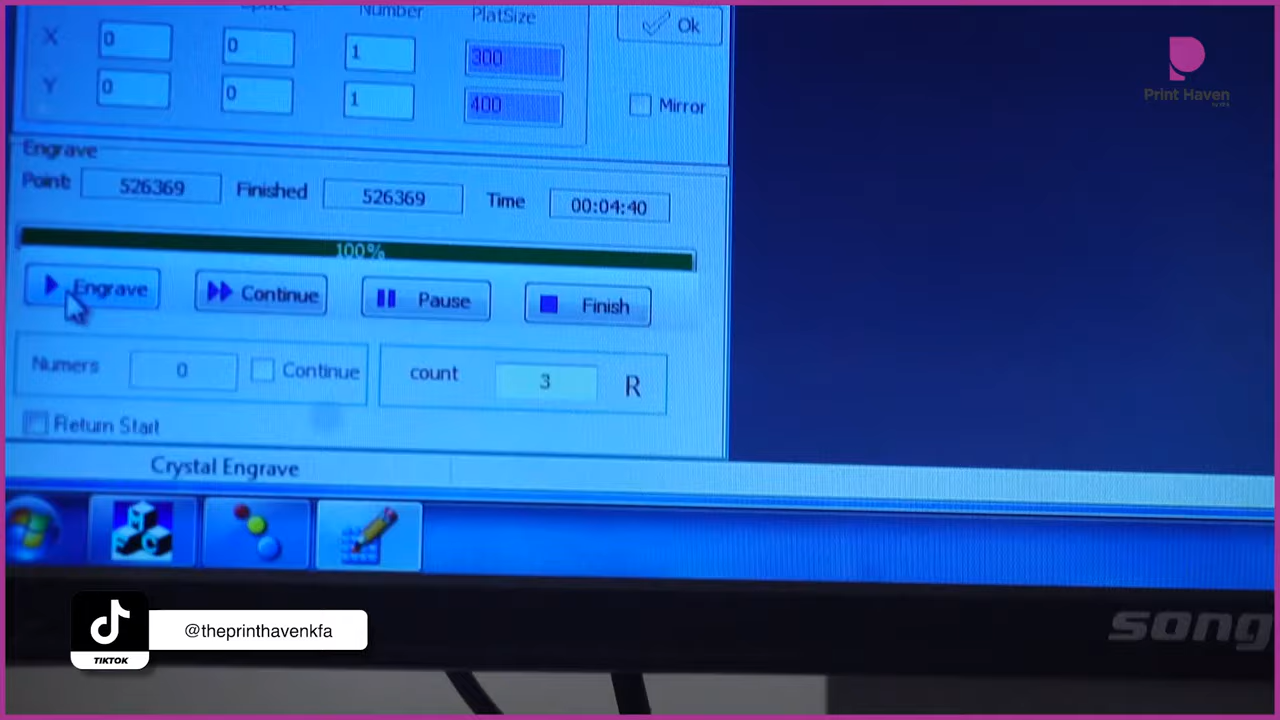 Number
PlatSize
Ok
X 0 0 1 300
Y 0 0 1 400
Mirror
Print Haven
Engrave
Point: 526369 Finished 526369 Time 00:04:40
100%
Engrave Continue Pause Finish
Numers 0 Continue count 3 R
Return Start
Crystal Engrave
TIKTOK
@theprinthavenkfa
song